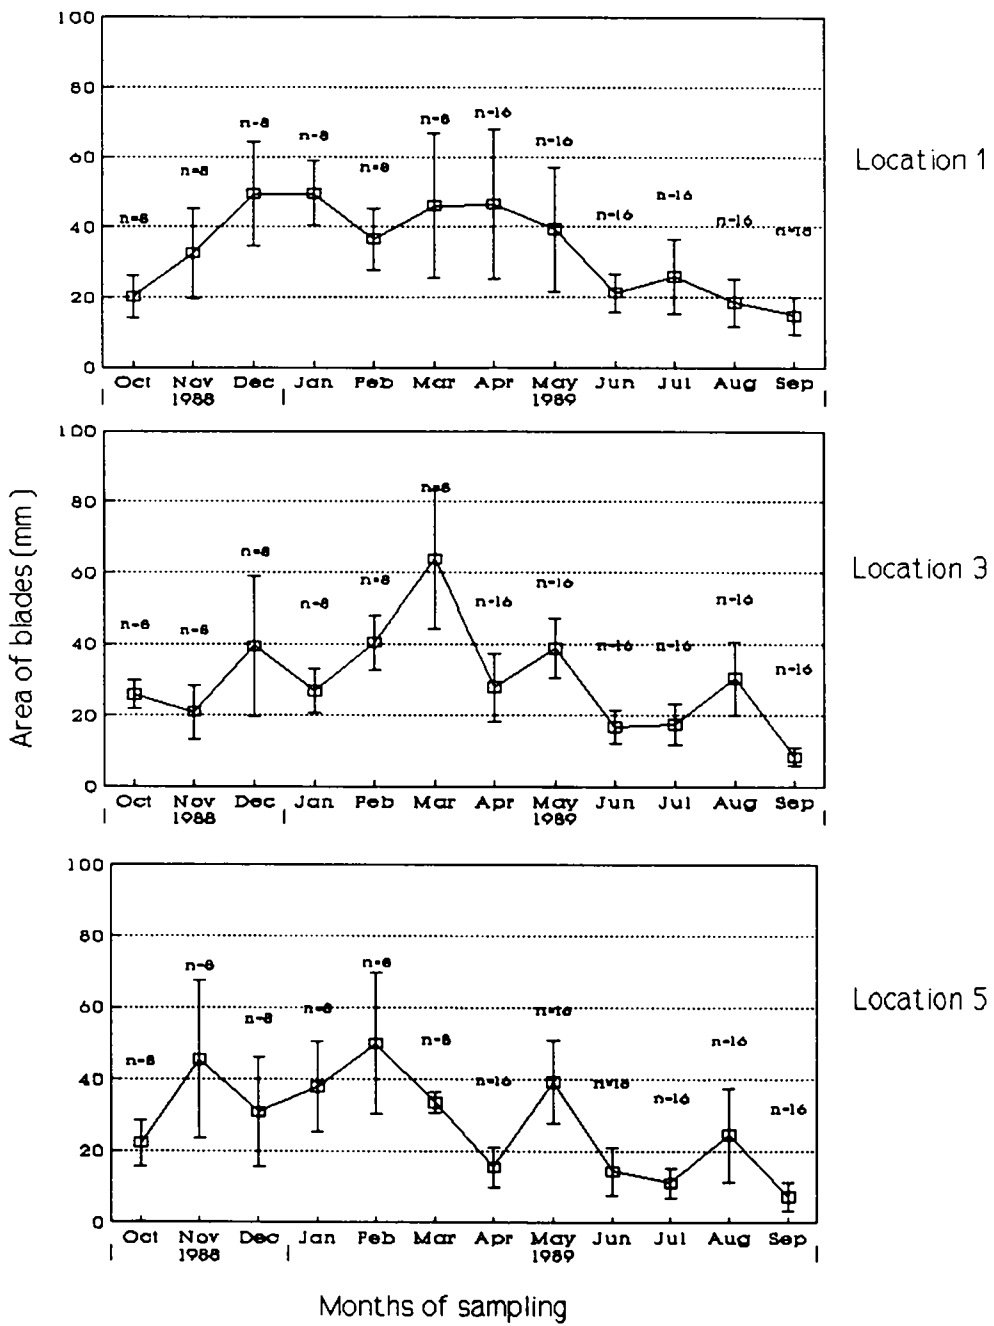 100
80
60
40
20
0
n=8 n=8 n=8 n=8 n=8 n=8 n=16 n=16 n=16 n=16 n=16 n=16
Oct Nov Dec Jan Feb Mar Apr May Jun Jul Aug Sep
| 1988 | 1989 |
Location 1
100
80
60
40
20
0
n=8 n=8 n=8 n=8 n=8 n=8 n=16 n=16 n=16 n=16 n=16 n=16
Oct Nov Dec Jan Feb Mar Apr May Jun Jul Aug Sep
| 1988 | 1989 |
Location 3
Area of blades (mm )
100
80
60
40
20
0
n=8 n=8 n=8 n=8 n=8 n=8 n=16 n=16 n=16 n=16 n=16 n=16
Oct Nov Dec Jan Feb Mar Apr May Jun Jul Aug Sep
| 1988 | 1989 |
Location 5
Months of sampling